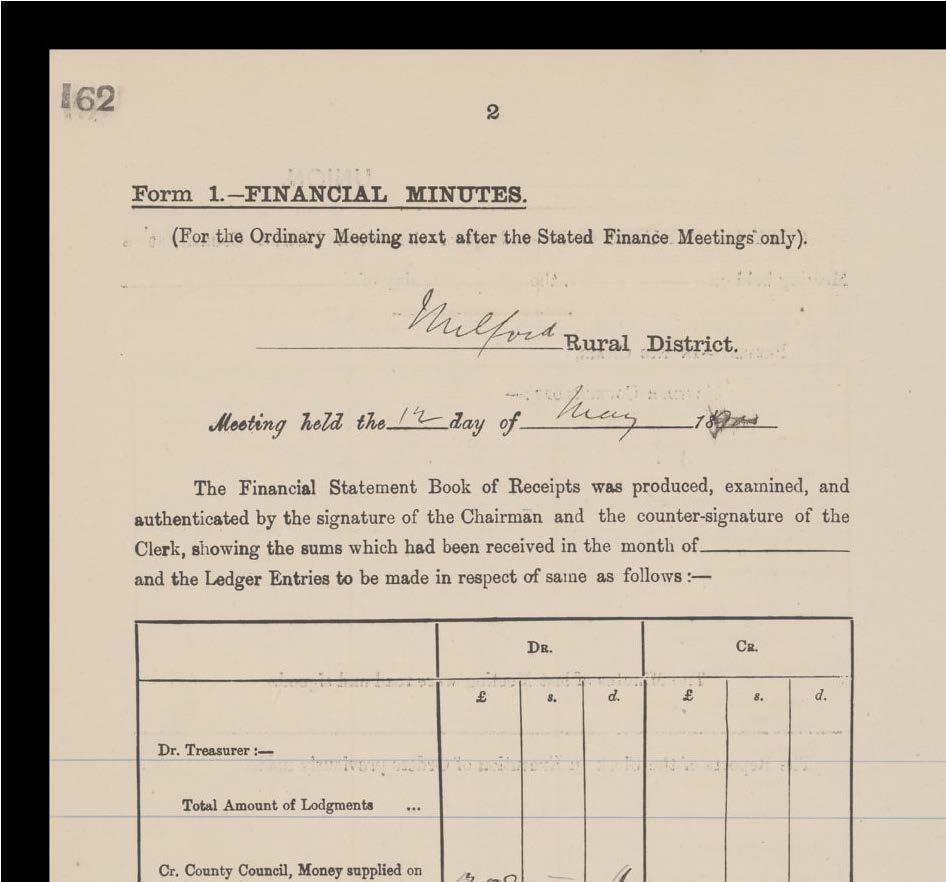 162
2
Form 1.—FINANCIAL MINUTES.
(For the Ordinary Meeting next after the Stated Finance Meetings only).
Milford Rural District.
Meeting held the 12 day of May 18
The Financial Statement Book of Receipts was produced, examined, and
authenticated by the signature of the Chairman and the counter-signature of the
Clerk, showing the sums which had been received in the month of
and the Ledger Entries to be made in respect of same as follows:—
DR. CR.
£ s. d. £ s. d.
Dr. Treasurer:—
Total Amount of Lodgments ...
Cr. County Council, Money supplied on